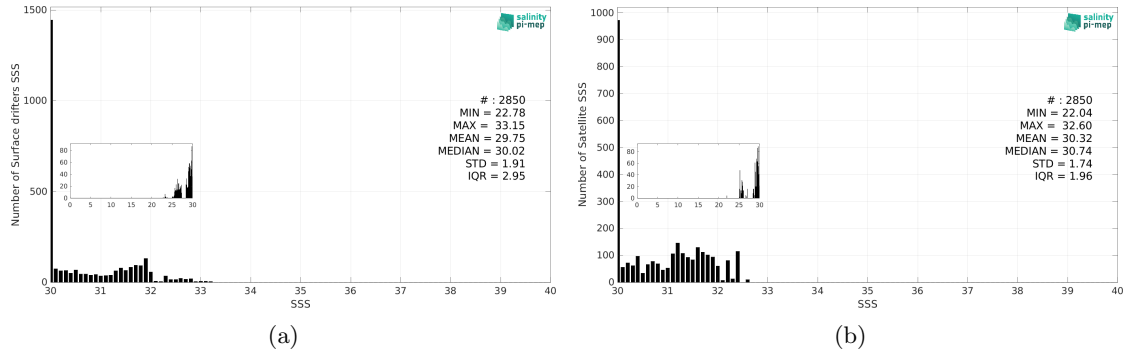 1500
1000
500
0
Number of Surface drifters SSS
salinity
pi-mep
# : 2850
MIN = 22.78
MAX = 33.15
MEAN = 29.75
MEDIAN = 30.02
STD = 1.91
IQR = 2.95
80
60
40
20
0
0 5 10 15 20 25 30
30 31 32 33 34 35 36 37 38 39 40
SSS
(a)
1000
900
800
700
600
500
400
300
200
100
0
Number of Satellite SSS
salinity
pi-mep
# : 2850
MIN = 22.04
MAX = 32.60
MEAN = 30.32
MEDIAN = 30.74
STD = 1.74
IQR = 1.96
80
60
40
20
0
0 5 10 15 20 25 30
30 31 32 33 34 35 36 37 38 39 40
SSS
(b)